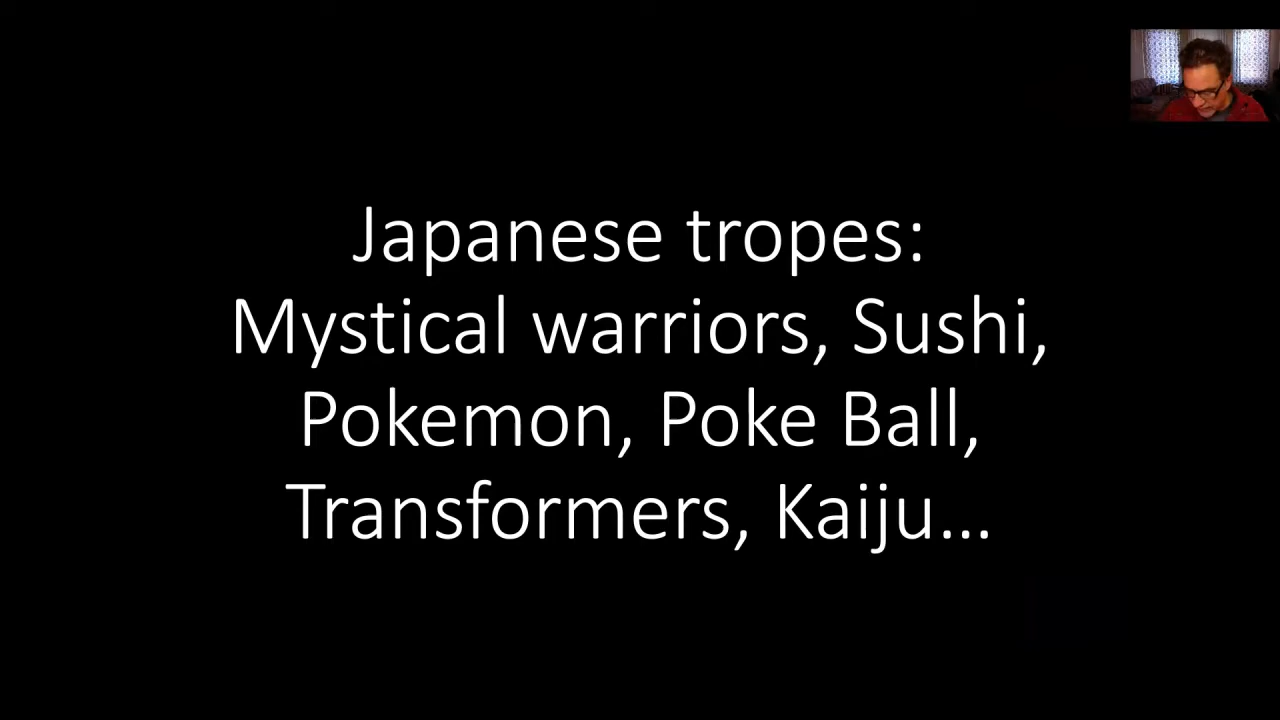 Japanese tropes:
Mystical warriors, Sushi,
Pokemon, Poke Ball,
Transformers, Kaiju...